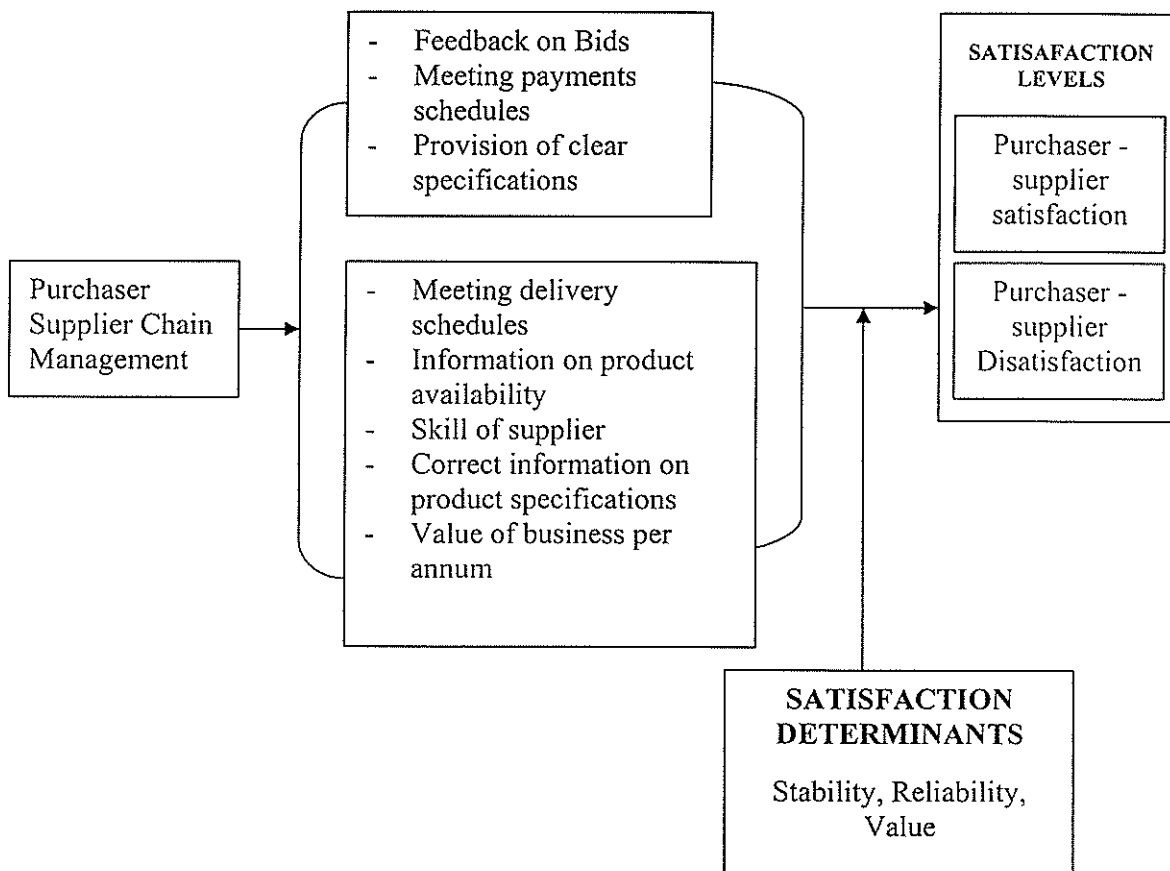 Purchaser
Supplier Chain
Management
- Feedback on Bids
- Meeting payments
schedules
- Provision of clear
specifications
- Meeting delivery
schedules
- Information on product
availability
- Skill of supplier
- Correct information on
product specifications
- Value of business per
annum
SATISAFACTION
LEVELS
Purchaser -
supplier
satisfaction
Purchaser -
supplier
Disatisfaction
SATISFACTION
DETERMINANTS
Stability, Reliability,
Value